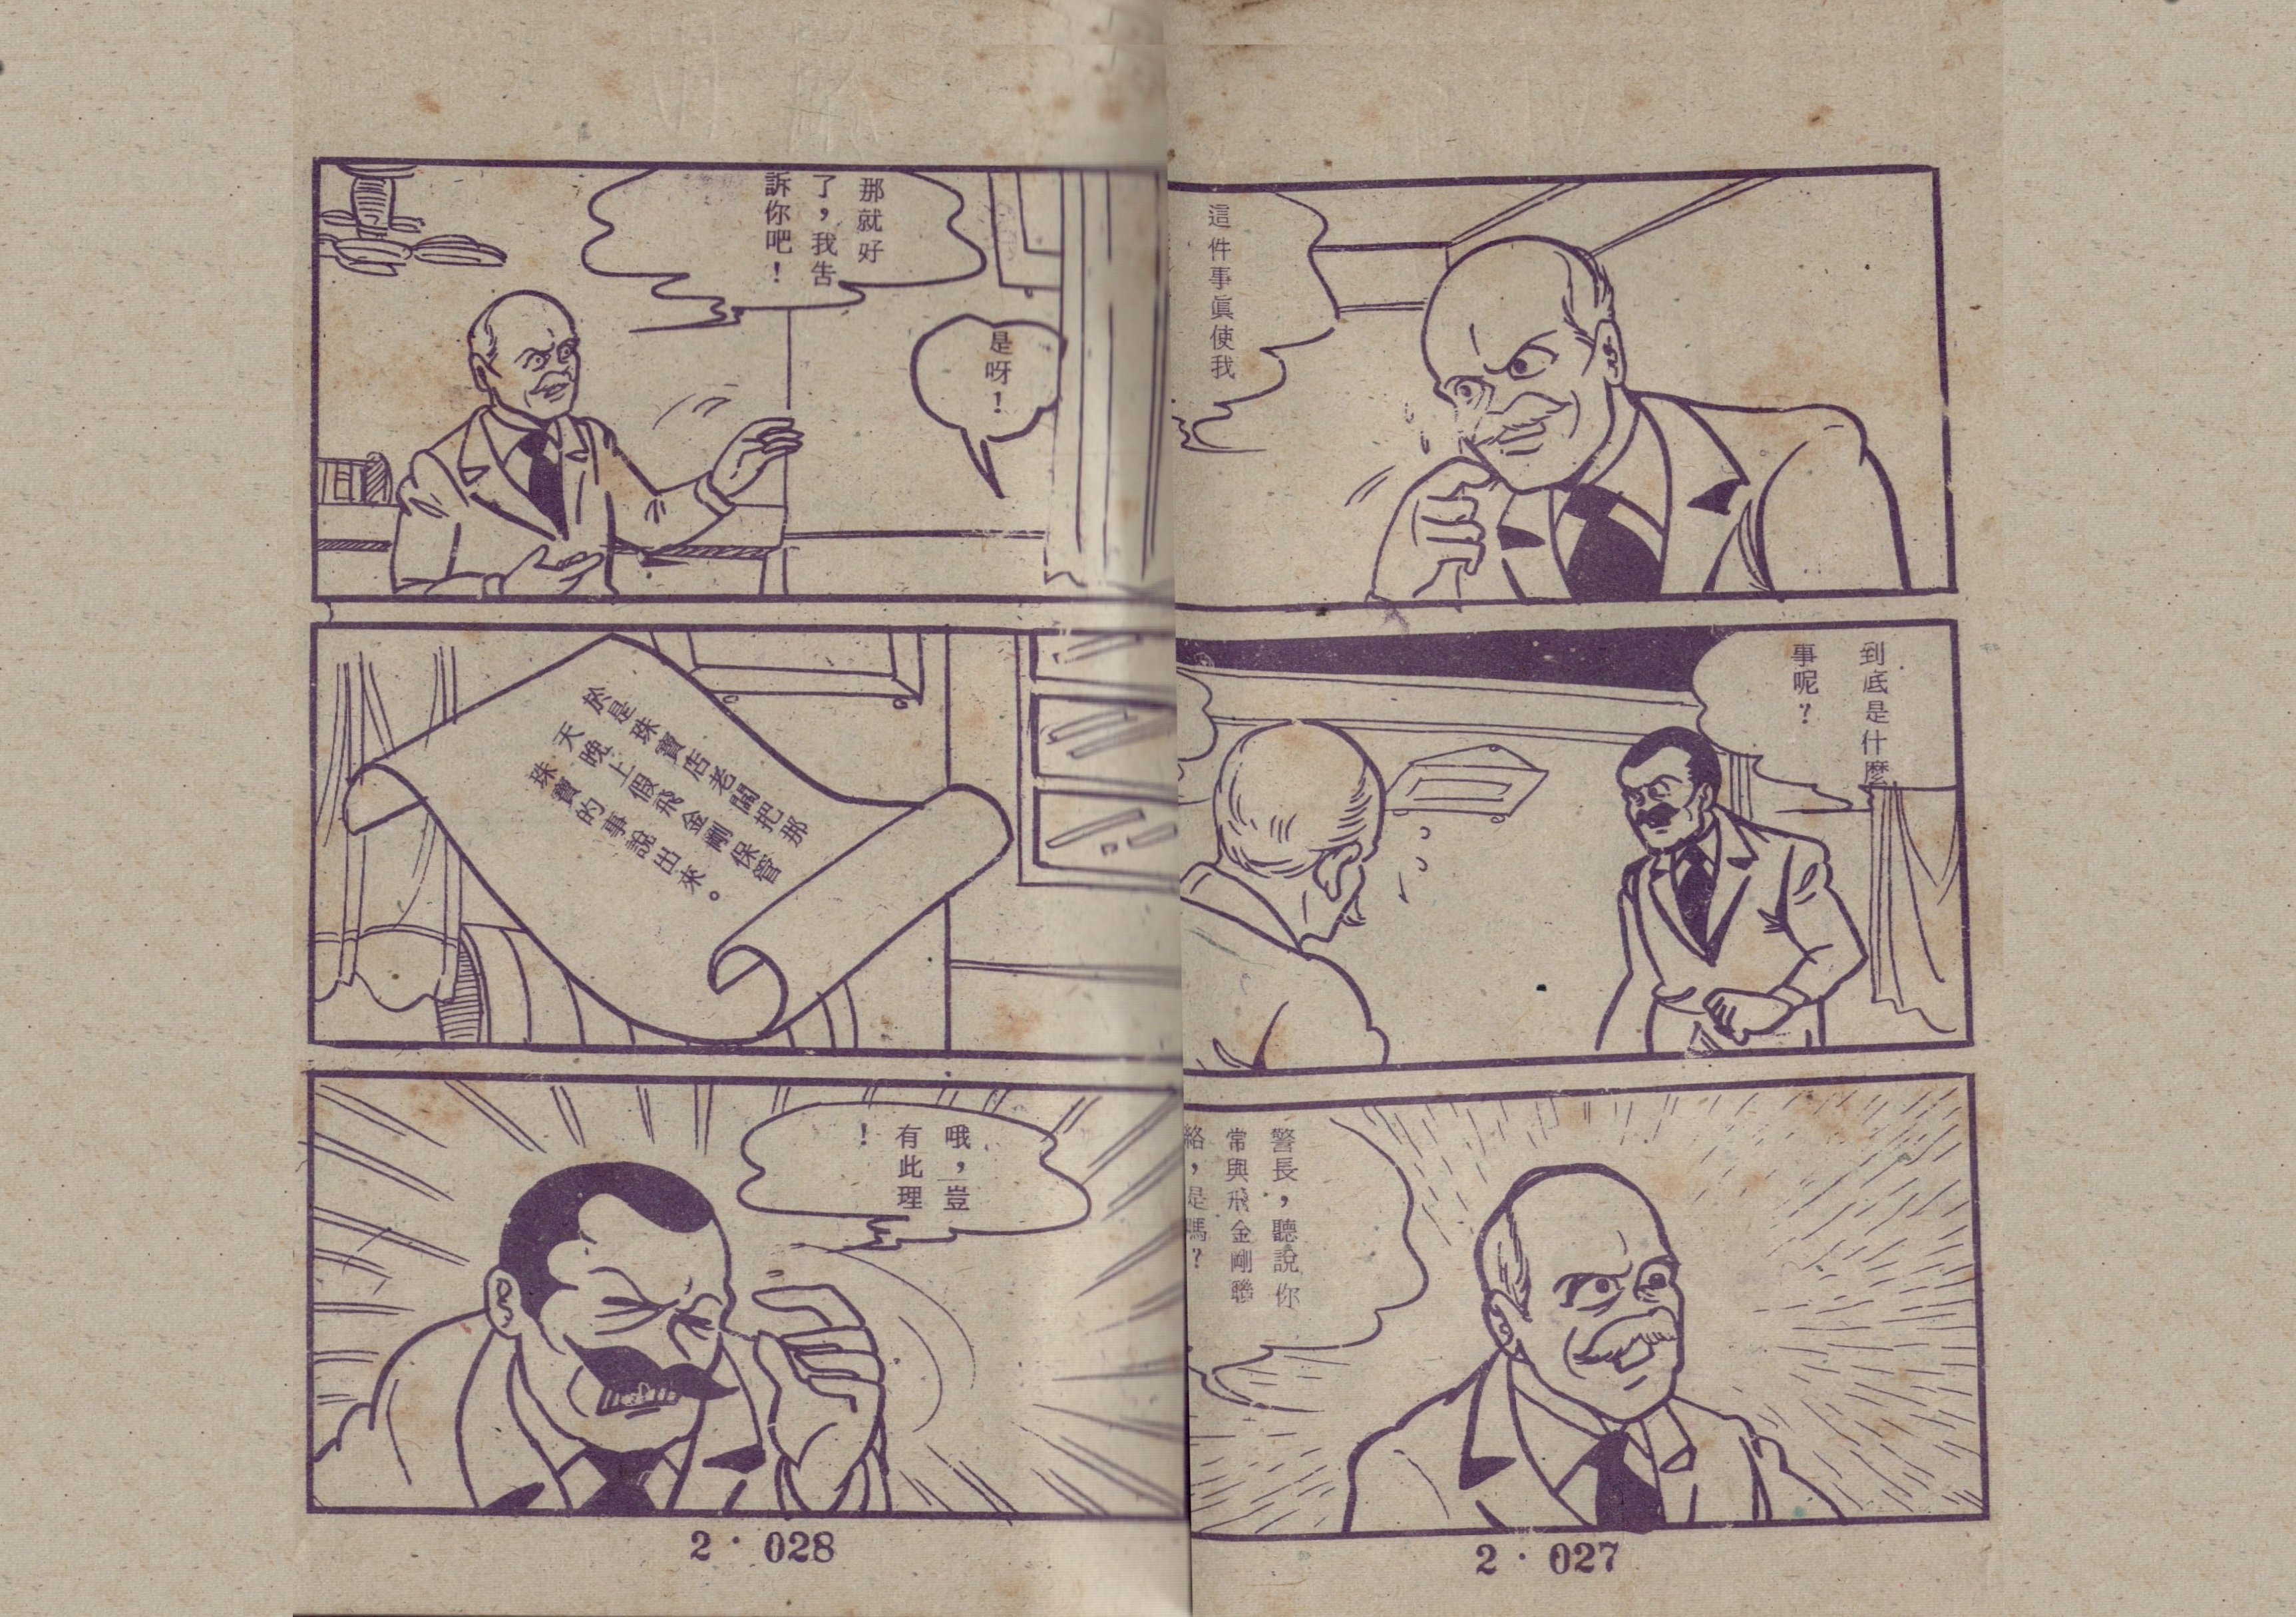 這件事眞使我
到底是什麼
事呢？
警長，聽說你
常與飛金剛聯
絡，是嗎？
2・027
是呀！
那就好
了，我吿
訴你吧！
於是珠寶店老闆把那
天晚上假飛金剛保管
珠寶的事說出來。
哦，豈
有此理
！
2・028